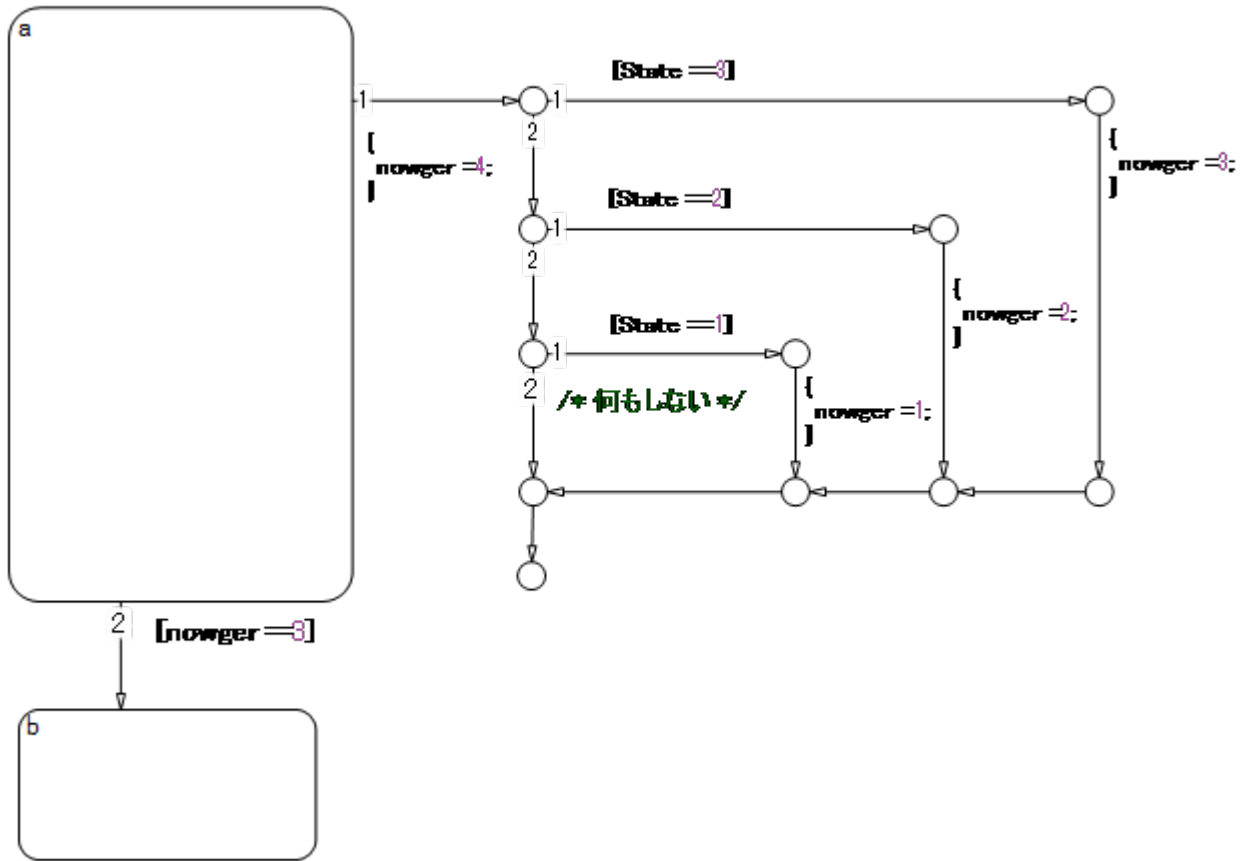 a
[State==3]
1
1
2
{
nowger=4;
}
{
nowger=3;
}
[State==2]
1
2
{
nowger=2;
}
[State==1]
1
2
/* 何もしない */
{
nowger=1;
}
2
[nowger==3]
b